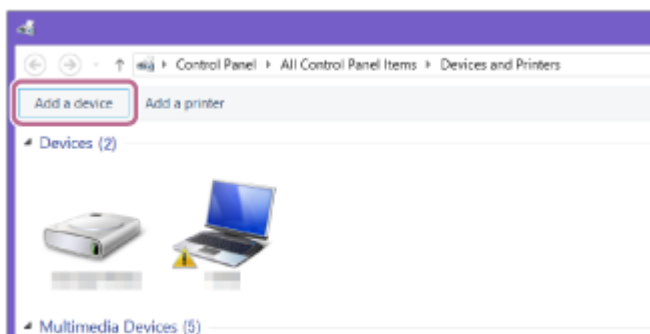 Control Panel ▸ All Control Panel Items ▸ Devices and Printers
Add a device Add a printer
Devices (2)
Multimedia Devices (5)